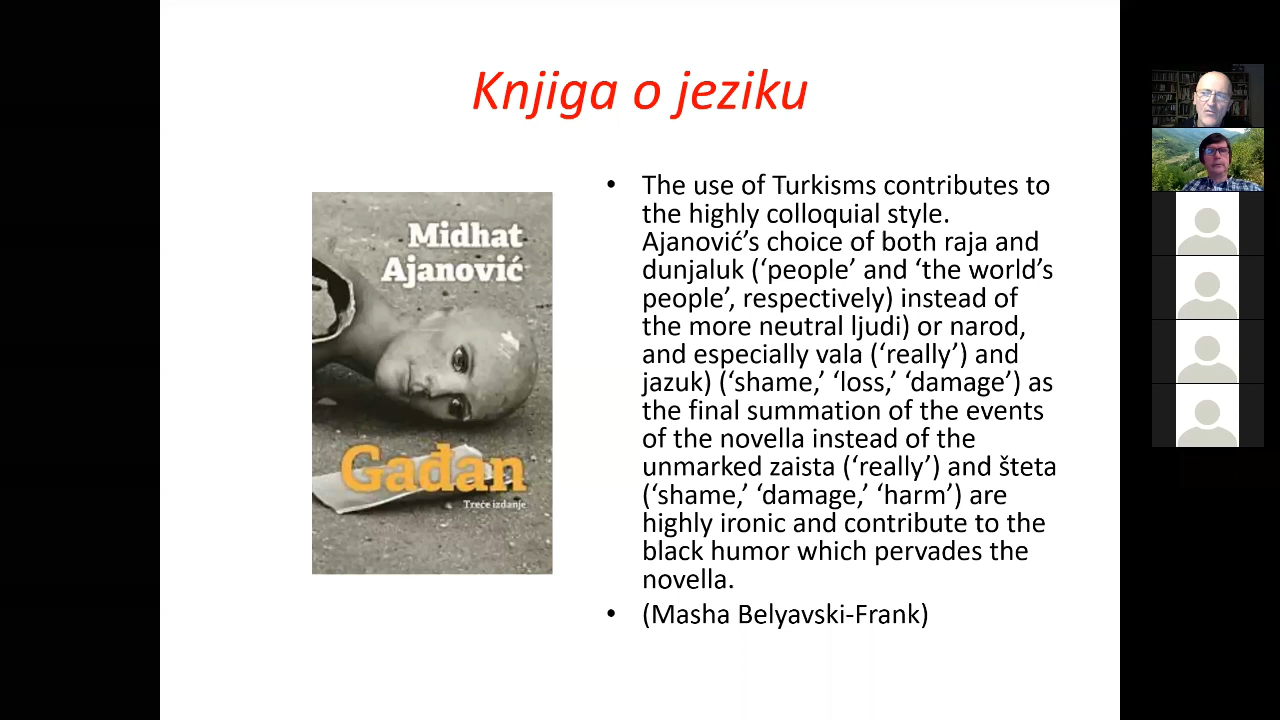 Knjiga o jeziku
Midhat
Ajanović
Gađan
Treće izdanje
• The use of Turkisms contributes to
the highly colloquial style.
Ajanović’s choice of both raja and
dunjaluk (‘people’ and ‘the world’s
people’, respectively) instead of
the more neutral ljudi) or narod,
and especially vala (‘really’) and
jazuk) (‘shame,’ ‘loss,’ ‘damage’) as
the final summation of the events
of the novella instead of the
unmarked zaista (‘really’) and šteta
(‘shame,’ ‘damage,’ ‘harm’) are
highly ironic and contribute to the
black humor which pervades the
novella.
• (Masha Belyavski-Frank)